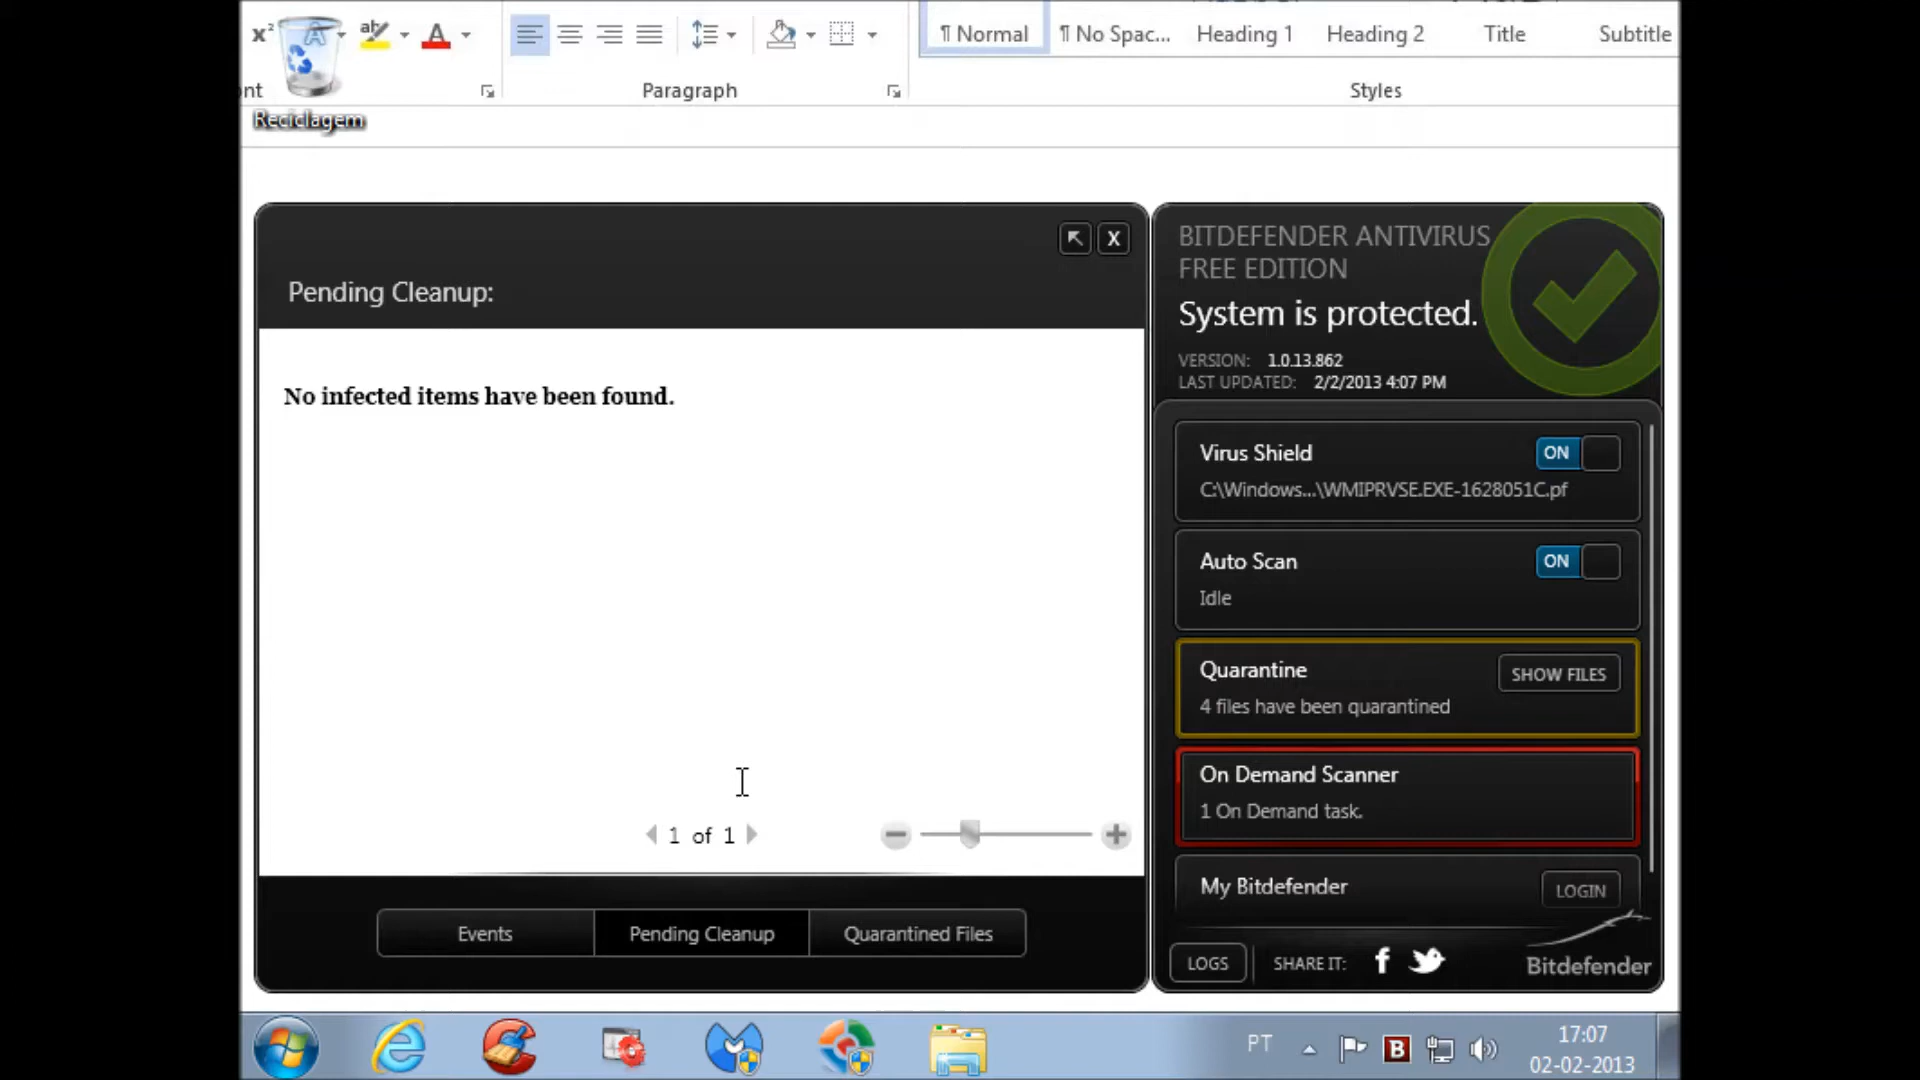 ¶ Normal
¶ No Spac...
Heading 1
Heading 2
Title
Subtitle
nt
Paragraph
Styles
Reciclagem
Pending Cleanup:
No infected items have been found.
1 of 1
Events
Pending Cleanup
Quarantined Files
BITDEFENDER ANTIVIRUS
FREE EDITION
System is protected.
VERSION: 1.0.13.862
LAST UPDATED: 2/2/2013 4:07 PM
Virus Shield
ON
C:\Windows...\WMIPRVSE.EXE-1628051C.pf
Auto Scan
ON
Idle
Quarantine
SHOW FILES
4 files have been quarantined
On Demand Scanner
1 On Demand task.
My Bitdefender
LOGIN
LOGS
SHARE IT:
Bitdefender
PT
17:07
02-02-2013